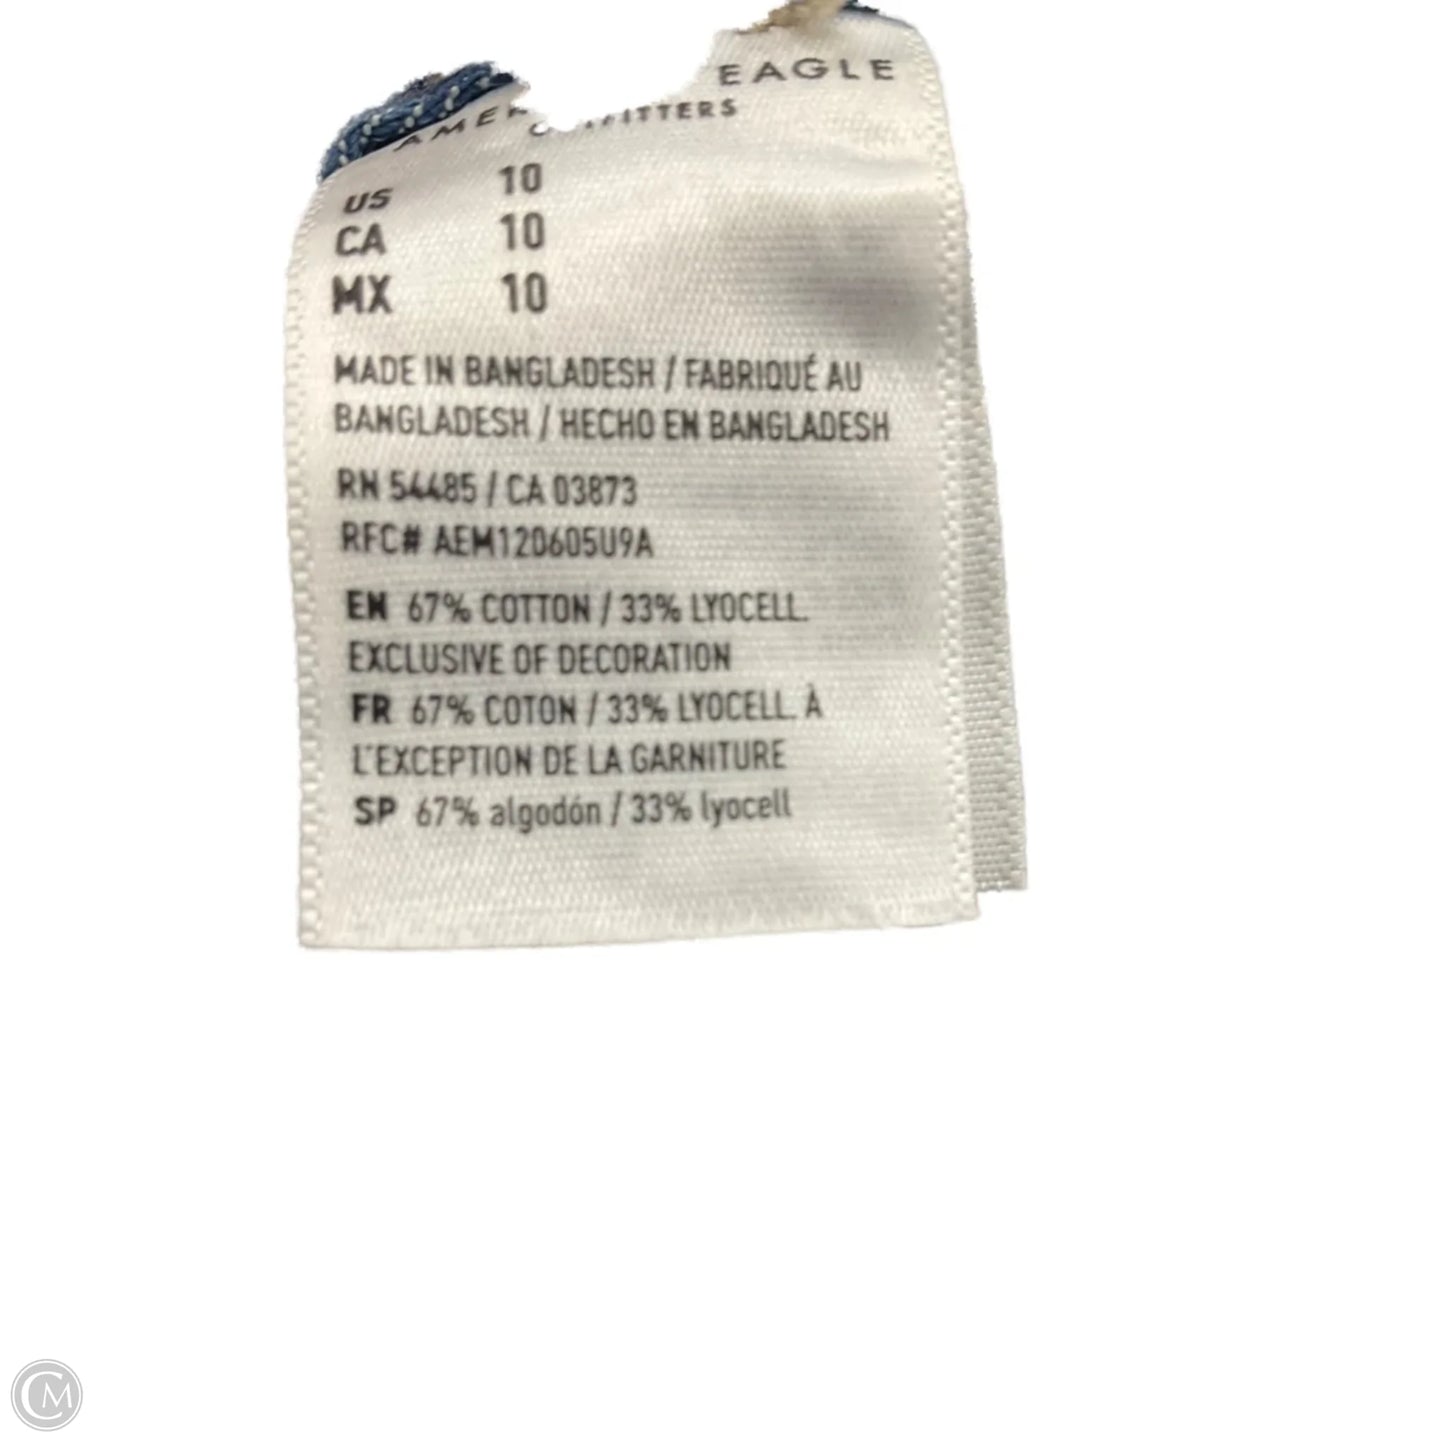 EAGLE
OUTFITTERS
US 10
CA 10
MX 10
MADE IN BANGLADESH / FABRIQUÉ AU
BANGLADESH / HECHO EN BANGLADESH
RN 54485 / CA 03873
RFC# AEM120605U9A
EN 67% COTTON / 33% LYOCELL.
EXCLUSIVE OF DECORATION
FR 67% COTON / 33% LYOCELL. À
L'EXCEPTION DE LA GARNITURE
SP 67% algodón / 33% lyocell
CM